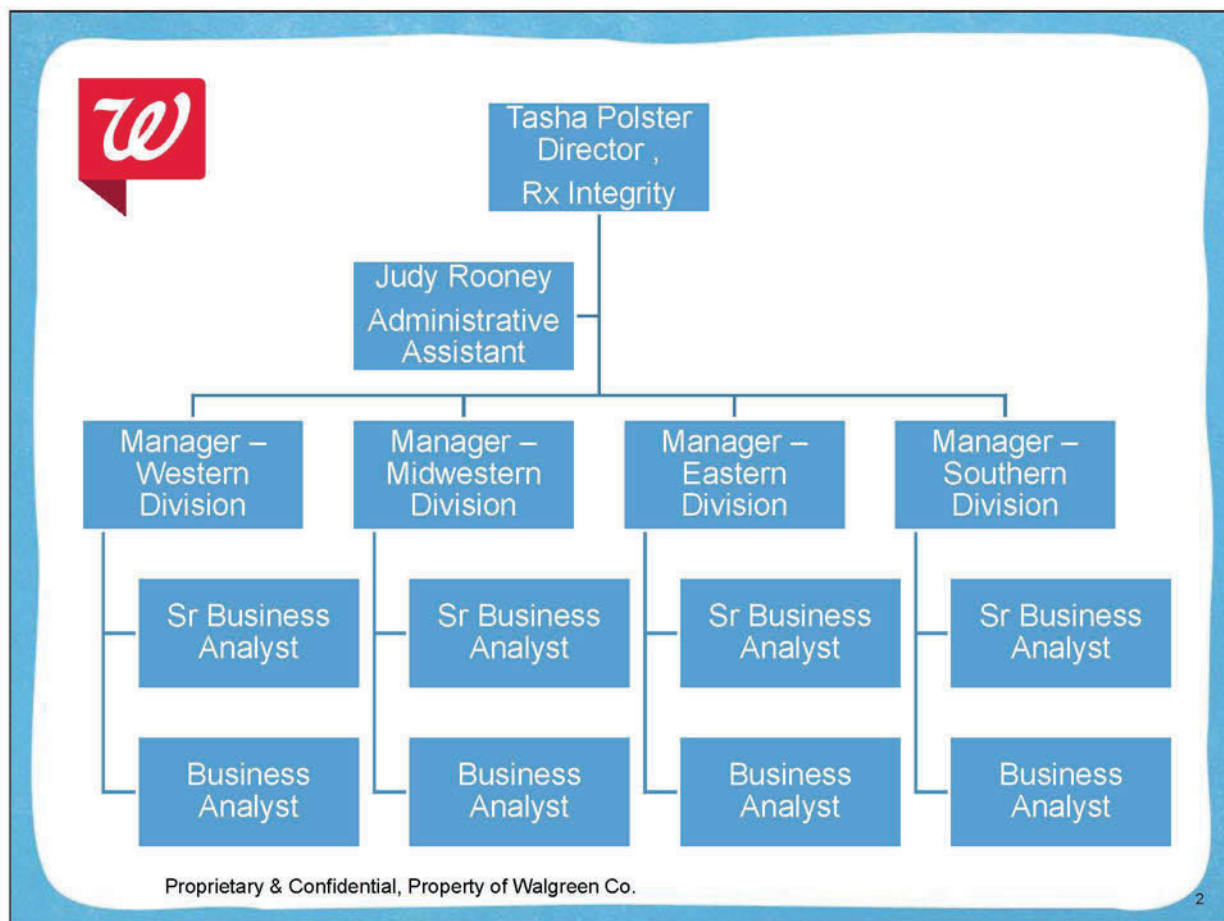 W
Tasha Polster
Director ,
Rx Integrity
Judy Rooney
Administrative
Assistant
Manager –
Western
Division
Manager –
Midwestern
Division
Manager –
Eastern
Division
Manager –
Southern
Division
Sr Business
Analyst
Sr Business
Analyst
Sr Business
Analyst
Sr Business
Analyst
Business
Analyst
Business
Analyst
Business
Analyst
Business
Analyst
Proprietary & Confidential, Property of Walgreen Co.
2